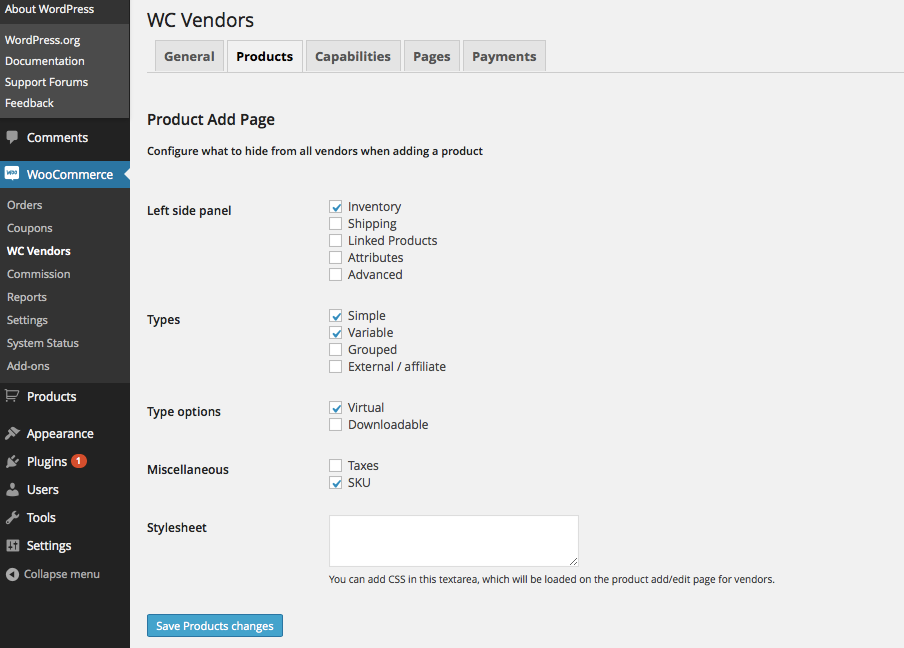 About WordPress
WordPress.org
Documentation
Support Forums
Feedback
Comments
WooCommerce
Orders
Coupons
WC Vendors
Commission
Reports
Settings
System Status
Add-ons
Products
Appearance
Plugins 1
Users
Tools
Settings
Collapse menu
WC Vendors
General Products Capabilities Pages Payments
Product Add Page
Configure what to hide from all vendors when adding a product
Left side panel
Inventory
Shipping
Linked Products
Attributes
Advanced
Types
Simple
Variable
Grouped
External / affiliate
Type options
Virtual
Downloadable
Miscellaneous
Taxes
SKU
Stylesheet
You can add CSS in this textarea, which will be loaded on the product add/edit page for vendors.
Save Products changes